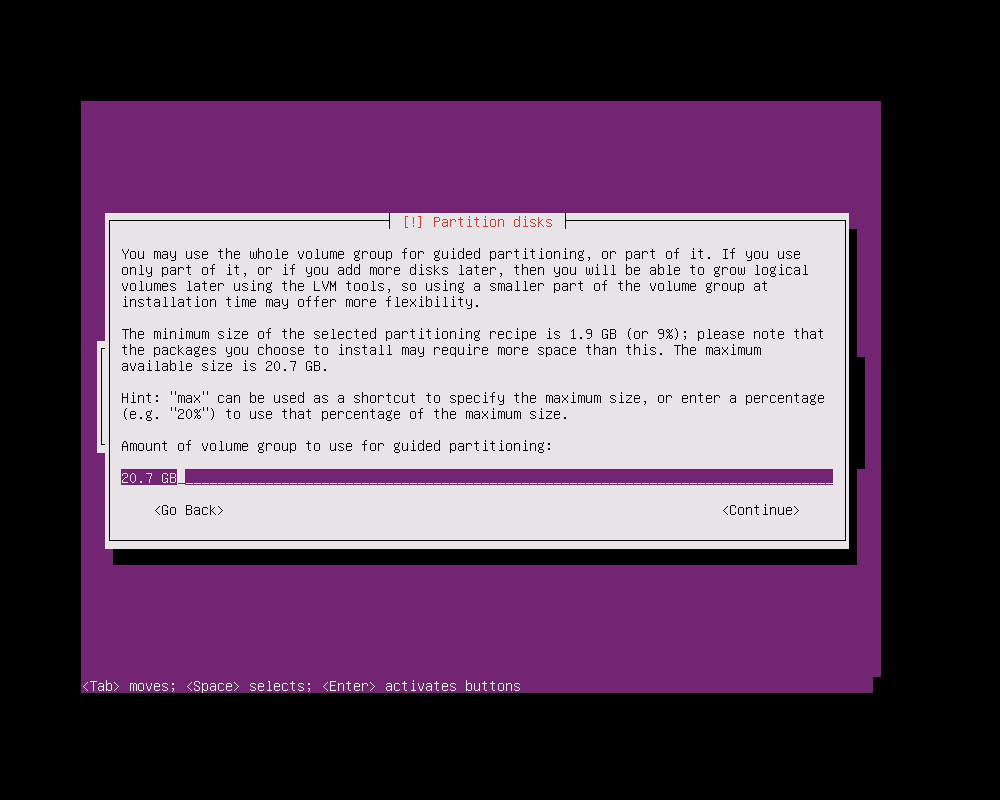 [!] Partition disks
You may use the whole volume group for guided partitioning, or part of it. If you use
only part of it, or if you add more disks later, then you will be able to grow logical
volumes later using the LVM tools, so using a smaller part of the volume group at
installation time may offer more flexibility.
The minimum size of the selected partitioning recipe is 1.9 GB (or 9%); please note that
the packages you choose to install may require more space than this. The maximum
available size is 20.7 GB.
Hint: "max" can be used as a shortcut to specify the maximum size, or enter a percentage
(e.g. "20%") to use that percentage of the maximum size.
Amount of volume group to use for guided partitioning:
20.7 GB
<Go Back> <Continue>
<Tab> moves; <Space> selects; <Enter> activates buttons